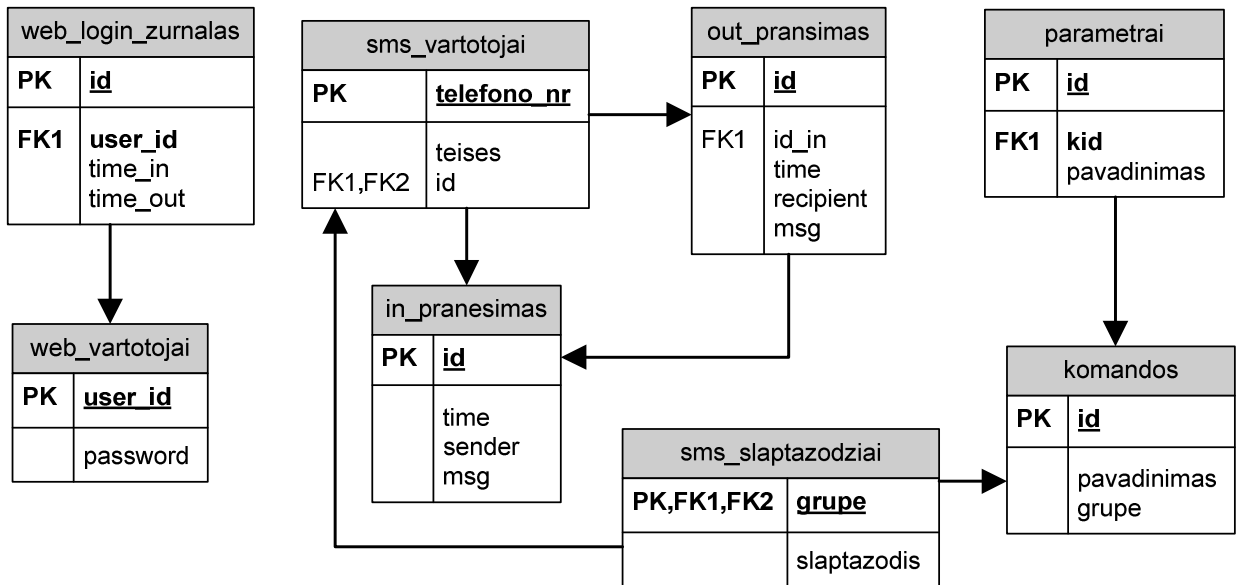 web_login_zurnalas
PK id
FK1 user_id
time_in
time_out
web_vartotojai
PK user_id
password
sms_vartotojai
PK telefono_nr
teises
FK1,FK2 id
in_pranesimas
PK id
time
sender
msg
out_pransimas
PK id
FK1 id_in
time
recipient
msg
sms_slaptazodziai
PK,FK1,FK2 grupe
slaptazodis
parametrai
PK id
FK1 kid
pavadinimas
komandos
PK id
pavadinimas
grupe